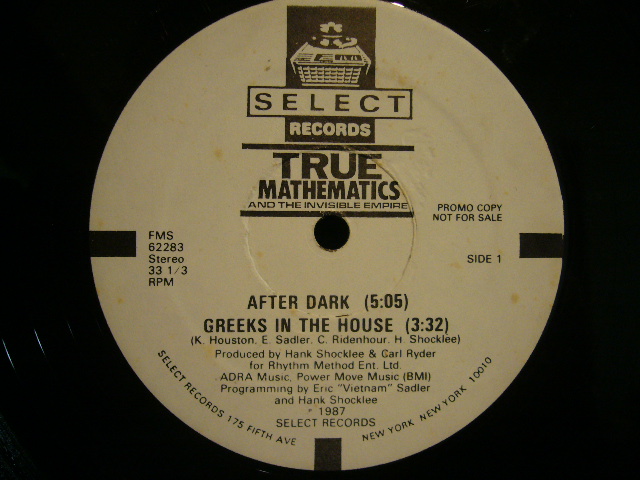 SELECT
RECORDS
TRUE
MATHEMATICS
AND THE INVISIBLE EMPIRE
PROMO COPY
NOT FOR SALE
FMS
62283
Stereo
33 1/3
RPM
SIDE 1
AFTER DARK (5:05)
GREEKS IN THE HOUSE (3:32)
(K. Houston, E. Sadler, C. Ridenhour, H. Shocklee)
Produced by Hank Shocklee & Carl Ryder
for Rhythm Method Ent. Ltd.
ADRA Music, Power Move Music (BMI)
Programming by Eric "Vietnam" Sadler
and Hank Shocklee
1987
SELECT RECORDS
SELECT RECORDS 175 FIFTH AVE NEW YORK, NEW YORK 10010